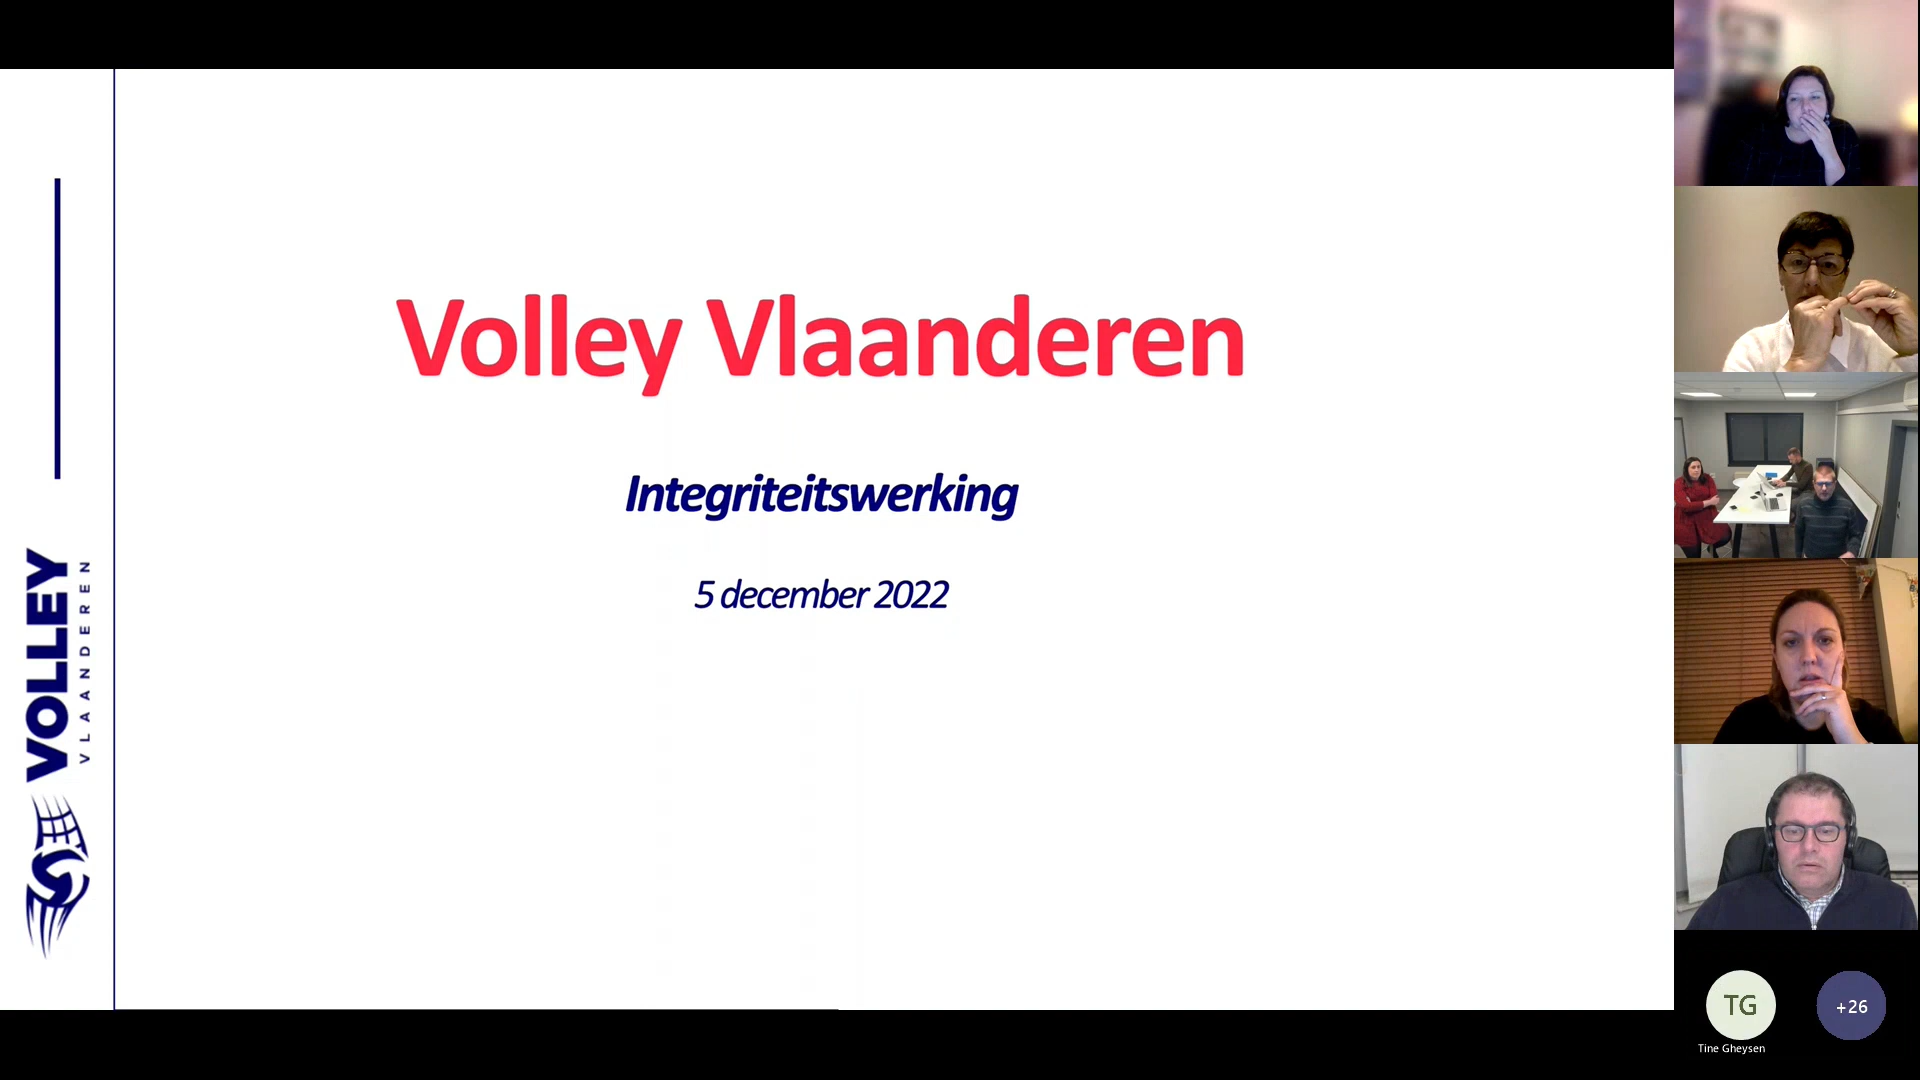 Volley Vlaanderen
Integriteitswerking
5 december 2022
VOLLEY
VLAANDEREN
TG
+26
Tine Gheysen